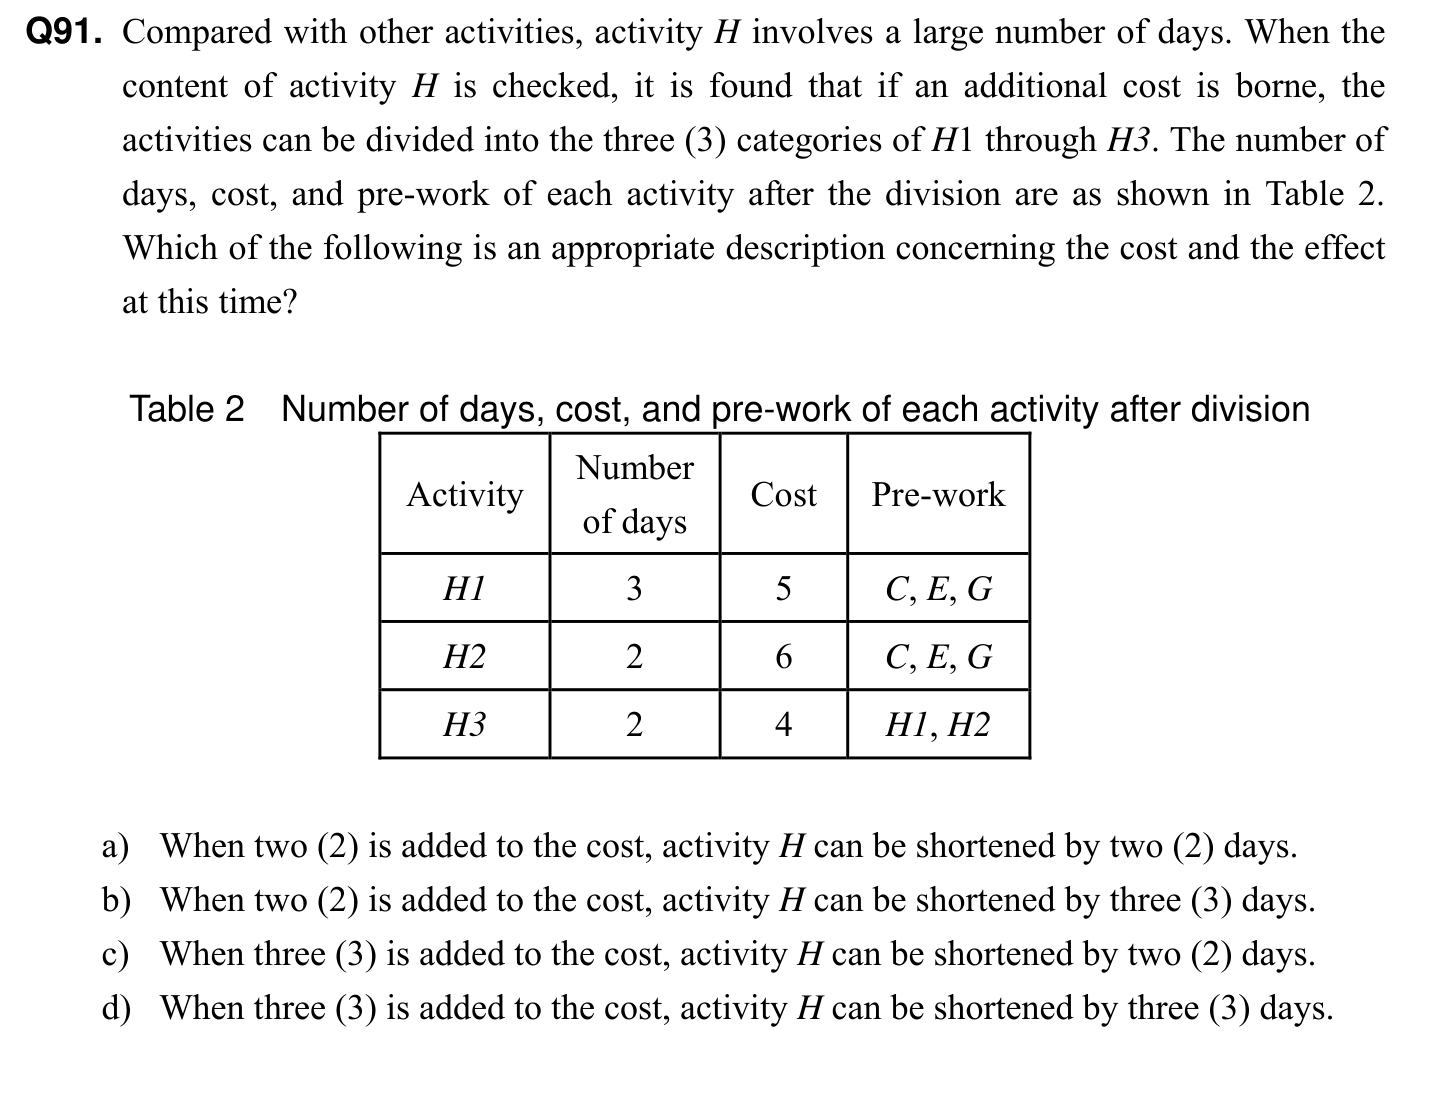 Q91. Compared with other activities, activity H involves a large number of days. When the
content of activity H is checked, it is found that if an additional cost is borne, the
activities can be divided into the three (3) categories of H1 through H3. The number of
days, cost, and pre-work of each activity after the division are as shown in Table 2.
Which of the following is an appropriate description concerning the cost and the effect
at this time?
Table 2 Number of days, cost, and pre-work of each activity after division
Activity Number of days Cost Pre-work
H1 3 5 C, E, G
H2 2 6 C, E, G
H3 2 4 H1, H2
a) When two (2) is added to the cost, activity H can be shortened by two (2) days.
b) When two (2) is added to the cost, activity H can be shortened by three (3) days.
c) When three (3) is added to the cost, activity H can be shortened by two (2) days.
d) When three (3) is added to the cost, activity H can be shortened by three (3) days.